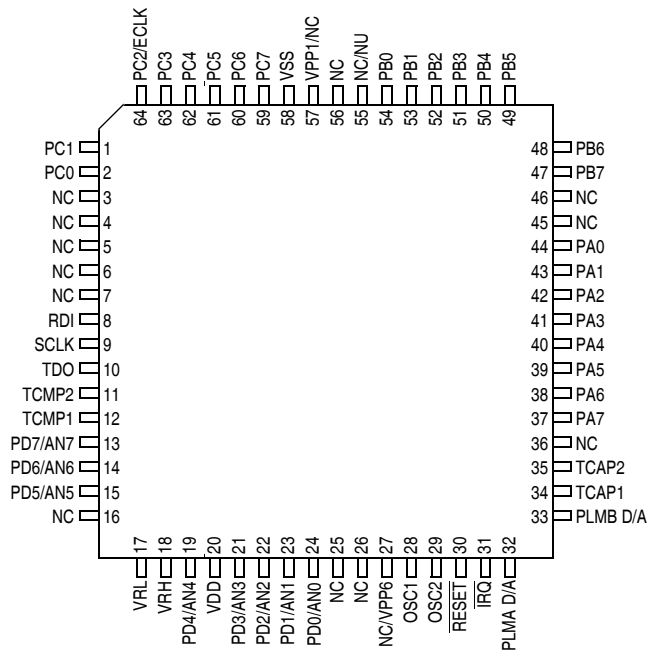 PC2/ECLK
PC3
PC4
PC5
PC6
PC7
VSS
VPP1/NC
NC
NC/NU
PB0
PB1
PB2
PB3
PB4
PB5
64 63 62 61 60 59 58 57 56 55 54 53 52 51 50 49
PC1 1
PC0 2
NC 3
NC 4
NC 5
NC 6
NC 7
RDI 8
SCLK 9
TDO 10
TCMP2 11
TCMP1 12
PD7/AN7 13
PD6/AN6 14
PD5/AN5 15
NC 16
48 PB6
47 PB7
46 NC
45 NC
44 PA0
43 PA1
42 PA2
41 PA3
40 PA4
39 PA5
38 PA6
37 PA7
36 NC
35 TCAP2
34 TCAP1
33 PLMB D/A
17 18 19 20 21 22 23 24 25 26 27 28 29 30 31 32
VRL
VRH
PD4/AN4
VDD
PD3/AN3
PD2/AN2
PD1/AN1
PD0/AN0
NC
NC
NC/VPP6
OSC1
OSC2
RESET
IRQ
PLMA D/A